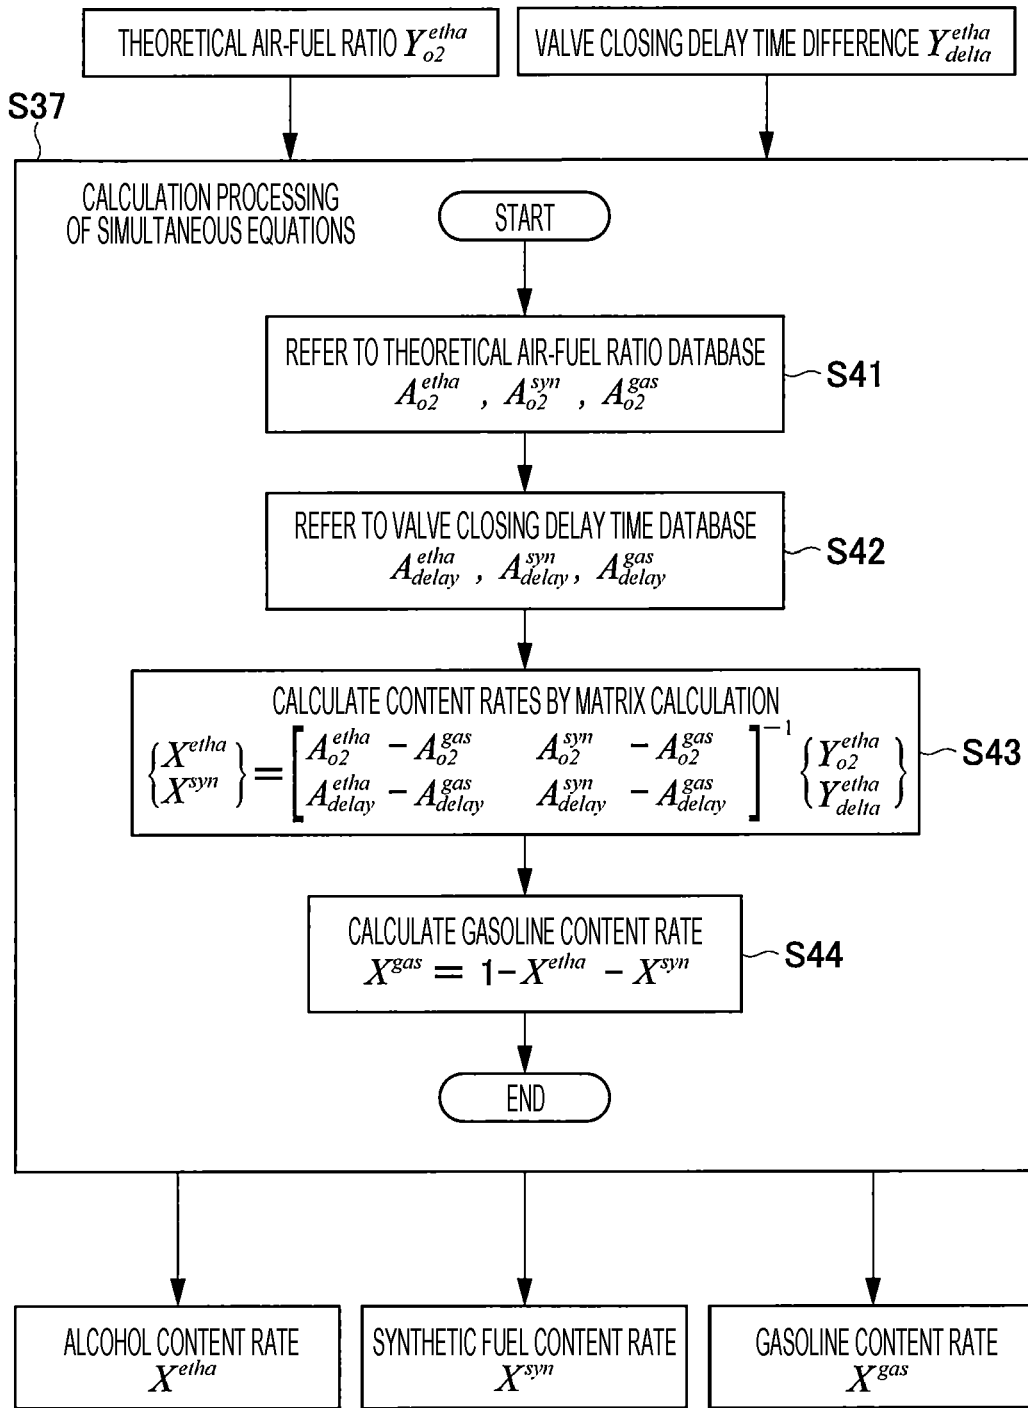 THEORETICAL AIR-FUEL RATIO Y_{o2}^{etha}
VALVE CLOSING DELAY TIME DIFFERENCE Y_{delta}^{etha}
S37
CALCULATION PROCESSING
OF SIMULTANEOUS EQUATIONS
START
REFER TO THEORETICAL AIR-FUEL RATIO DATABASE
A_{o2}^{etha} , A_{o2}^{syn} , A_{o2}^{gas}
S41
REFER TO VALVE CLOSING DELAY TIME DATABASE
A_{delay}^{etha} , A_{delay}^{syn}, A_{delay}^{gas}
S42
CALCULATE CONTENT RATES BY MATRIX CALCULATION
{X^{etha} X^{syn}} = [A_{o2}^{etha} - A_{o2}^{gas} A_{o2}^{syn} - A_{o2}^{gas}
A_{delay}^{etha} - A_{delay}^{gas} A_{delay}^{syn} - A_{delay}^{gas}]^{-1} {Y_{o2}^{etha} Y_{delta}^{etha}}
S43
CALCULATE GASOLINE CONTENT RATE
X^{gas} = 1- X^{etha} - X^{syn}
S44
END
ALCOHOL CONTENT RATE
X^{etha}
SYNTHETIC FUEL CONTENT RATE
X^{syn}
GASOLINE CONTENT RATE
X^{gas}